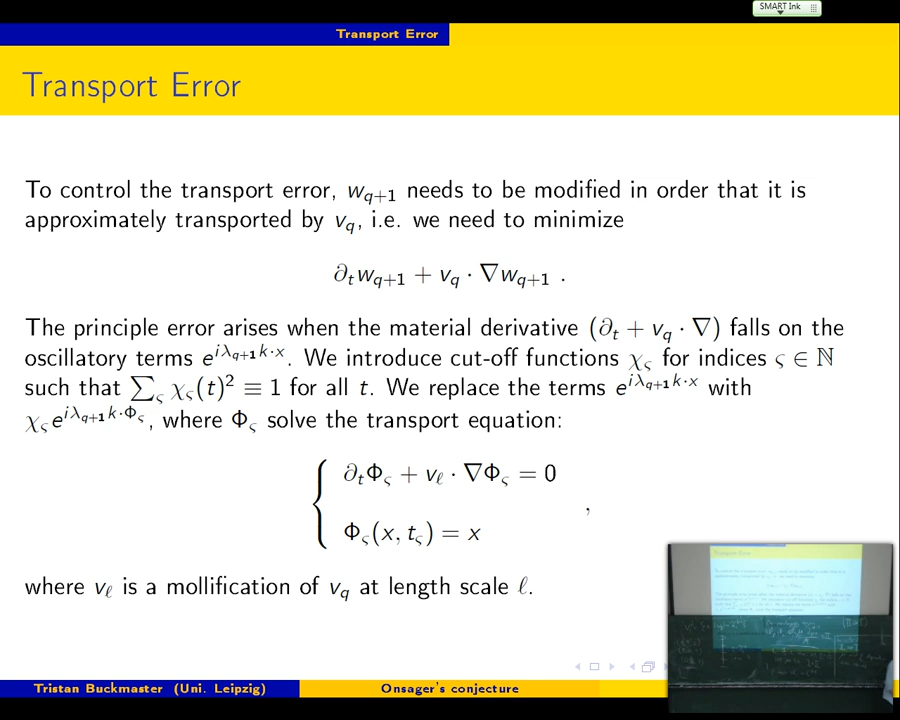 SMART Ink
Transport Error
Transport Error
To control the transport error, w_{q+1} needs to be modified in order that it is
approximately transported by v_q, i.e. we need to minimize
∂_t w_{q+1} + v_q · ∇w_{q+1} .
The principle error arises when the material derivative (∂_t + v_q · ∇) falls on the
oscillatory terms e^{iλ_{q+1}k·x}. We introduce cut-off functions χ_ς for indices ς ∈ ℕ
such that ∑_ς χ_ς(t)^2 ≡ 1 for all t. We replace the terms e^{iλ_{q+1}k·x} with
χ_ς e^{iλ_{q+1}k·Φ_ς}, where Φ_ς solve the transport equation:
{ ∂_t Φ_ς + v_ℓ · ∇Φ_ς = 0
Φ_ς(x, t_ς) = x ,
where v_ℓ is a mollification of v_q at length scale ℓ.
Tristan Buckmaster (Uni. Leipzig)
Onsager's conjecture